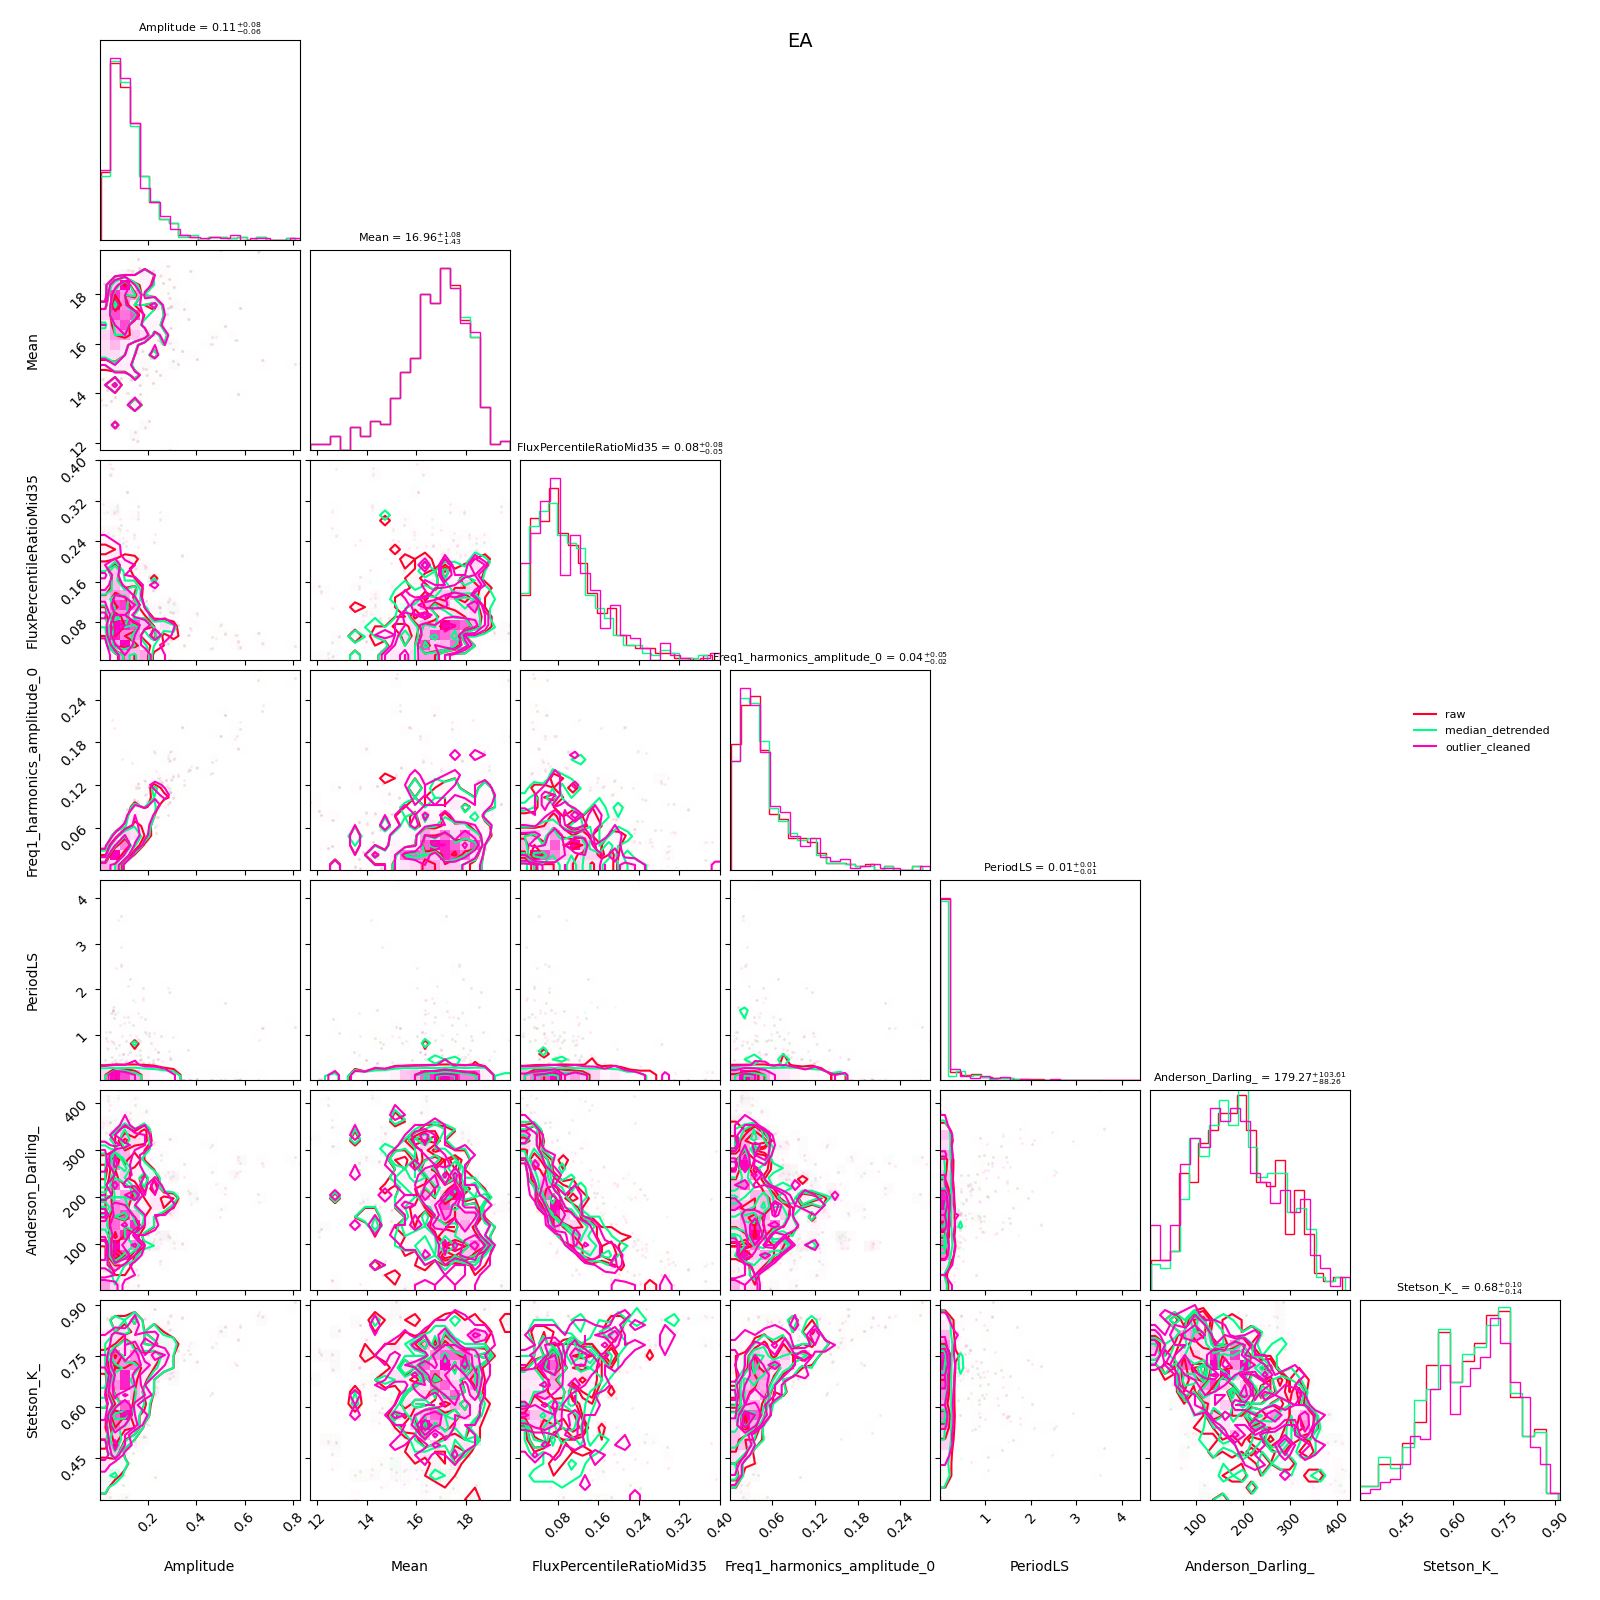 EA
Amplitude = 0.11+0.08 −0.06
Mean = 16.96+1.08 −1.43
FluxPercentileRatioMid35 = 0.08+0.08 −0.05
Freq1_harmonics_amplitude_0 = 0.04+0.05 −0.02
PeriodLS = 0.01+0.01 −0.01
Anderson_Darling_ = 179.27+103.61 −88.26
Stetson_K_ = 0.68+0.10 −0.14
raw
median_detrended
outlier_cleaned
Mean
18
16
14
12
FluxPercentileRatioMid35
0.40
0.32
0.24
0.16
0.08
Freq1_harmonics_amplitude_0
0.24
0.18
0.12
0.06
PeriodLS
4
3
2
1
Anderson_Darling_
400
300
200
100
Stetson_K_
0.90
0.75
0.60
0.45
0.2 0.4 0.6 0.8
12 14 16 18
0.08 0.16 0.24 0.32 0.40
0.06 0.12 0.18 0.24
1 2 3 4
100 200 300 400
0.45 0.60 0.75 0.90
Amplitude
Mean
FluxPercentileRatioMid35
Freq1_harmonics_amplitude_0
PeriodLS
Anderson_Darling_
Stetson_K_